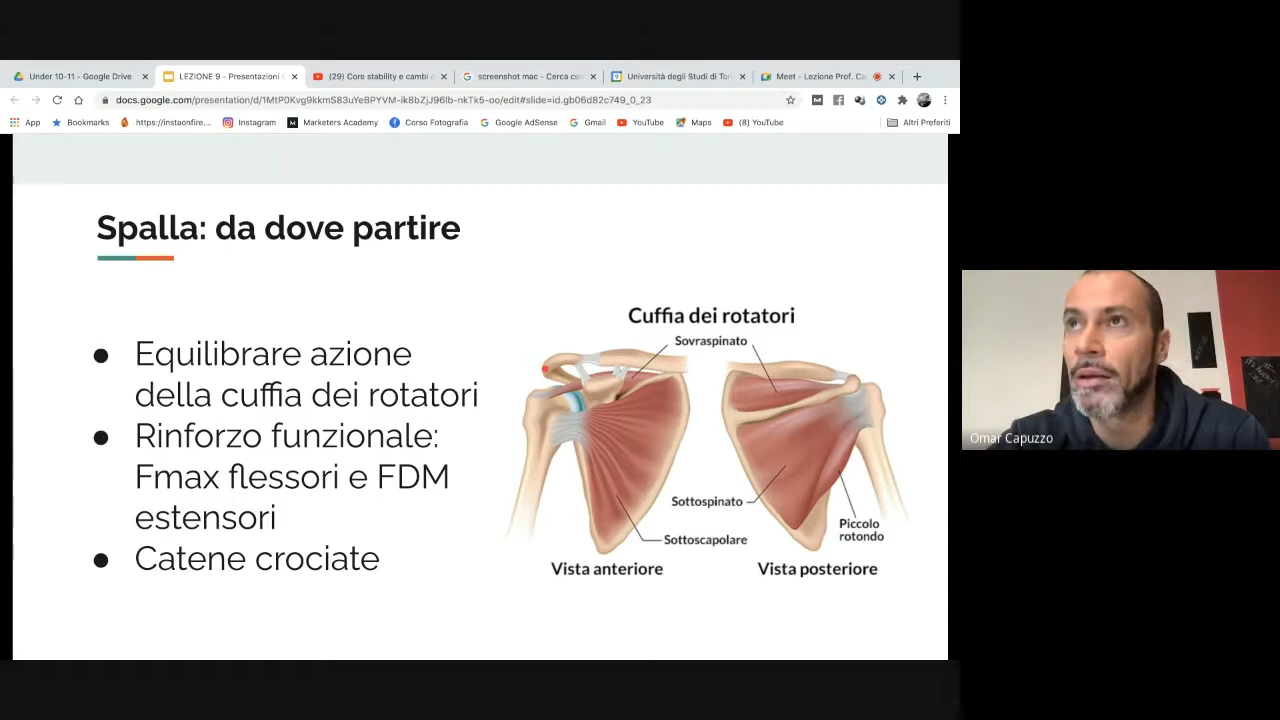 Under 10-11 - Google Drive
LEZIONE 9 - Presentazioni
(29) Core stability e cambi d
screenshot mac - Cerca co
Università degli Studi di To
Meet - Lezione Prof. Ca
docs.google.com/presentation/d/1MtP0Kvg9kkmS83uYeBPYVM-ik8bZjJ96lb-nkTk5-oo/edit#slide=id.gb06d82c749_0_23
App
Bookmarks
https://instaonfire....
Instagram
Marketers Academy
Corso Fotografia
Google AdSense
Gmail
YouTube
Maps
(8) YouTube
Altri Preferiti
Spalla: da dove partire
● Equilibrare azione
della cuffia dei rotatori
● Rinforzo funzionale:
Fmax flessori e FDM
estensori
● Catene crociate
Cuffia dei rotatori
Sovraspinato
Sottospinato
Sottoscapolare
Piccolo
rotondo
Vista anteriore
Vista posteriore
Omar Capuzzo